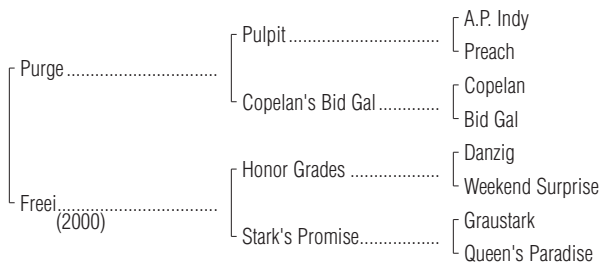 A.P. Indy
Pulpit
Preach
Purge
Copelan
Copelan's Bid Gal
Bid Gal
Danzig
Honor Grades
Weekend Surprise
Freei
(2000)
Graustark
Stark's Promise
Queen's Paradise